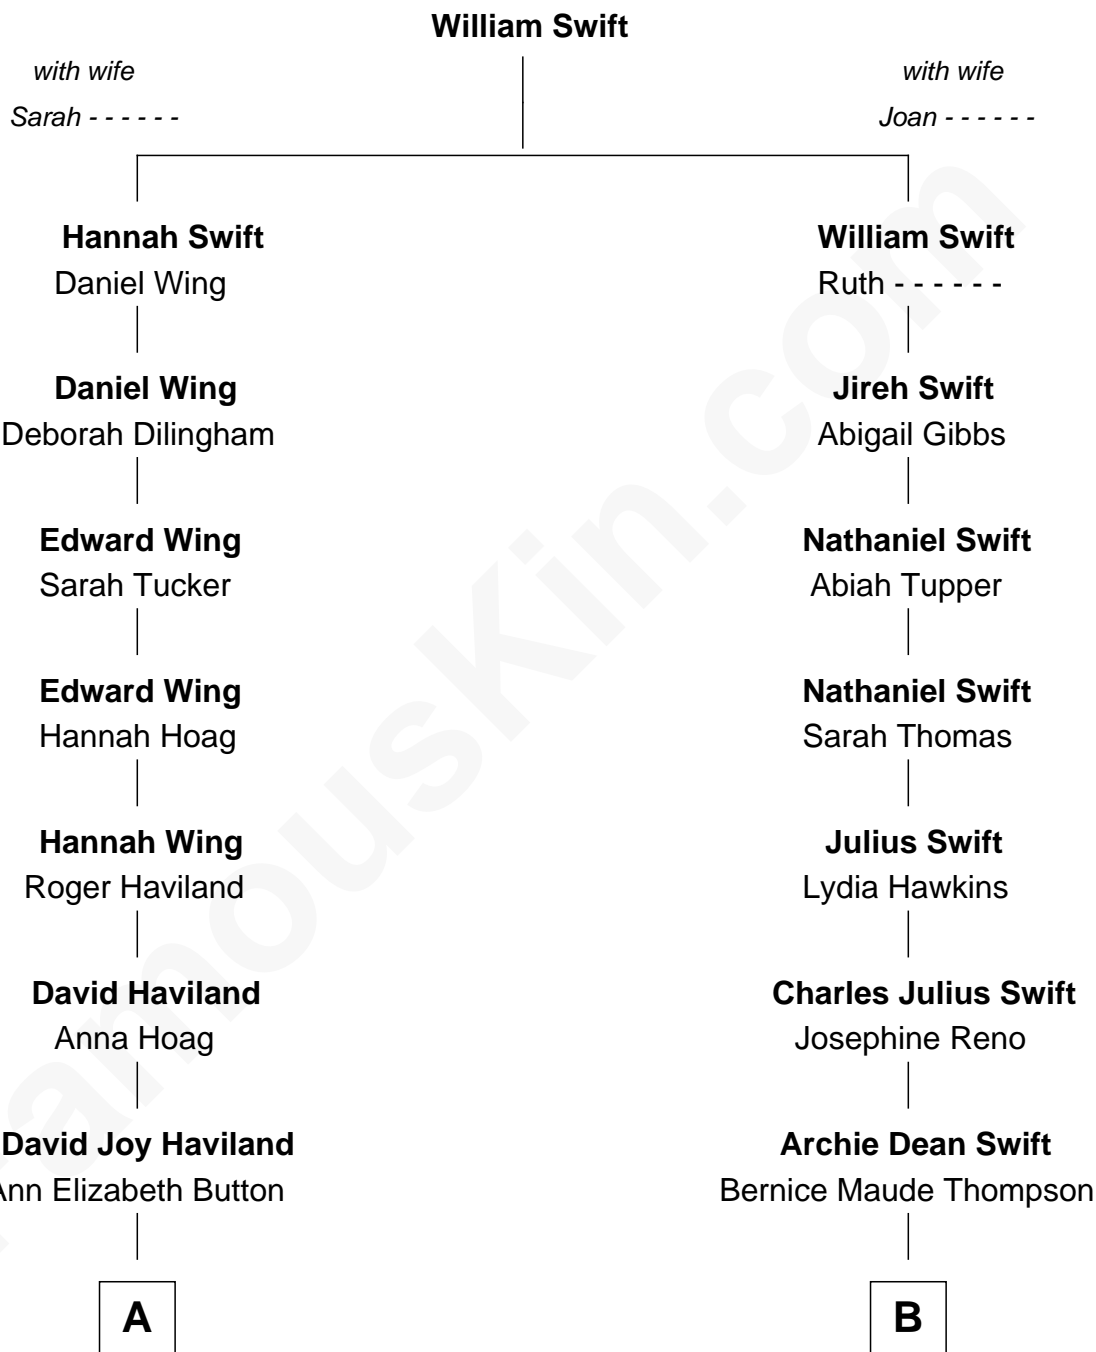 William Swift
with wife
Sarah - - - - - -
with wife
Joan - - - - - -
Hannah Swift
Daniel Wing
William Swift
Ruth - - - - - -
Daniel Wing
Deborah Dilingham
Jireh Swift
Abigail Gibbs
Edward Wing
Sarah Tucker
Nathaniel Swift
Abiah Tupper
Edward Wing
Hannah Hoag
Nathaniel Swift
Sarah Thomas
Hannah Wing
Roger Haviland
Julius Swift
Lydia Hawkins
David Haviland
Anna Hoag
Charles Julius Swift
Josephine Reno
David Joy Haviland
Ann Elizabeth Button
Archie Dean Swift
Bernice Maude Thompson
A
B
FamousKin.com